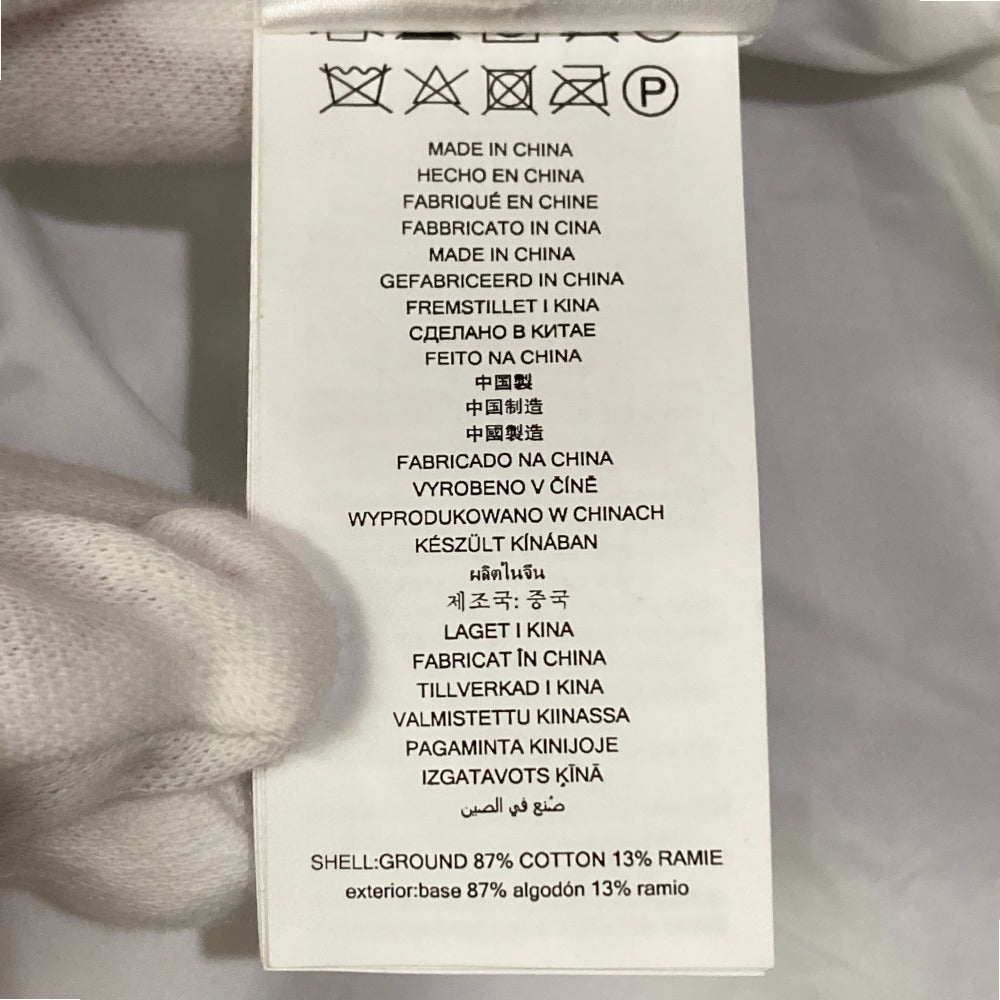 P
MADE IN CHINA
HECHO EN CHINA
FABRIQUÉ EN CHINE
FABBRICATO IN CINA
MADE IN CHINA
GEFABRICEERD IN CHINA
FREMSTILLET I KINA
СДЕЛАНО В КИТАЕ
FEITO NA CHINA
中国製
中国制造
中國製造
FABRICADO NA CHINA
VYROBENO V ČÍNĚ
WYPRODUKOWANO W CHINACH
KÉSZÜLT KÍNÁBAN
ผลิตในจีน
제조국: 중국
LAGET I KINA
FABRICAT ÎN CHINA
TILLVERKAD I KINA
VALMISTETTU KIINASSA
PAGAMINTA KINIJOJE
IZGATAVOTS ĶĪNĀ
صُنع في الصين
SHELL:GROUND 87% COTTON 13% RAMIE
exterior:base 87% algodón 13% ramio